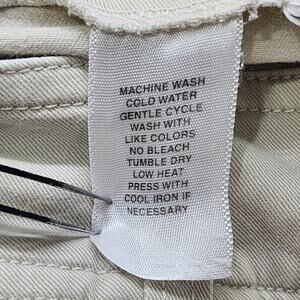 MACHINE WASH
COLD WATER
GENTLE CYCLE
WASH WITH
LIKE COLORS
NO BLEACH
TUMBLE DRY
LOW HEAT
PRESS WITH
COOL IRON IF
NECESSARY